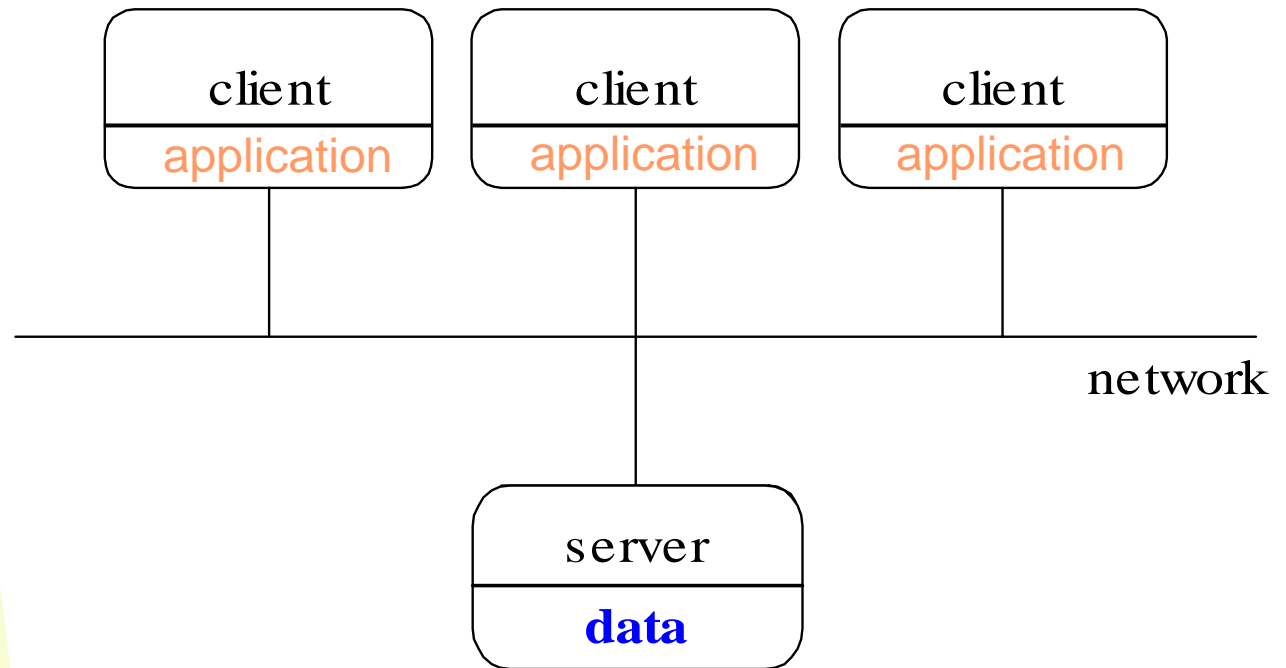 client client client
application application application
network
server
data